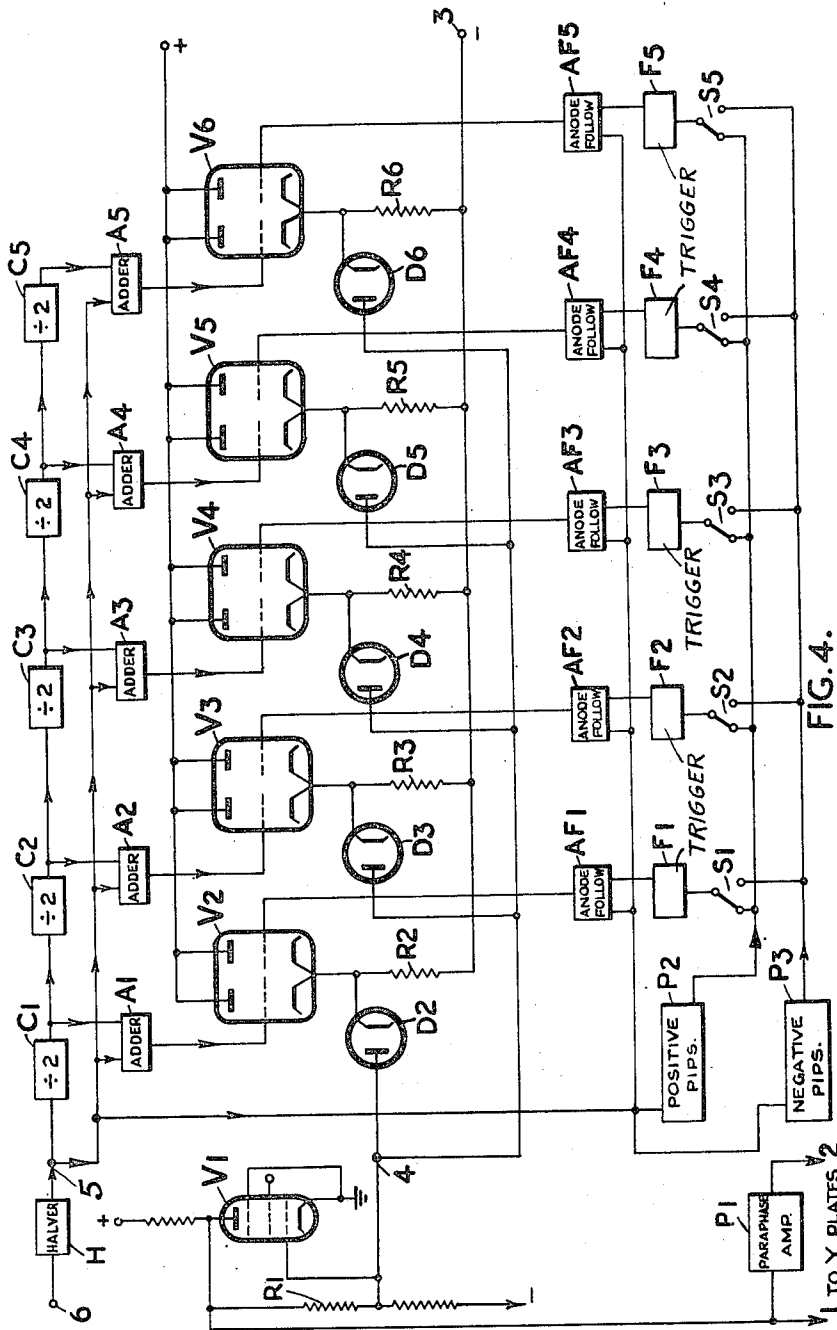 C1 C2 C3 C4 C5
÷2 ÷2 ÷2 ÷2 ÷2
HALVER
H
6
5
A1 A2 A3 A4 A5
ADDER ADDER ADDER ADDER ADDER
+
+
V1 V2 V3 V4 V5 V6
R1
4
D2 D3 D4 D5 D6
R2 R3 R4 R5 R6
3
−
−
AF1 AF2 AF3 AF4 AF5
ANODE FOLLOW
ANODE FOLLOW
ANODE FOLLOW
ANODE FOLLOW
ANODE FOLLOW
F1 F2 F3 F4 F5
TRIGGER TRIGGER TRIGGER TRIGGER TRIGGER
S1 S2 S3 S4 S5
P2
POSITIVE
PIPS.
P3
NEGATIVE
PIPS.
P1
PARAPHASE
AMP.
1 TO Y PLATES 2
FIG. 4.